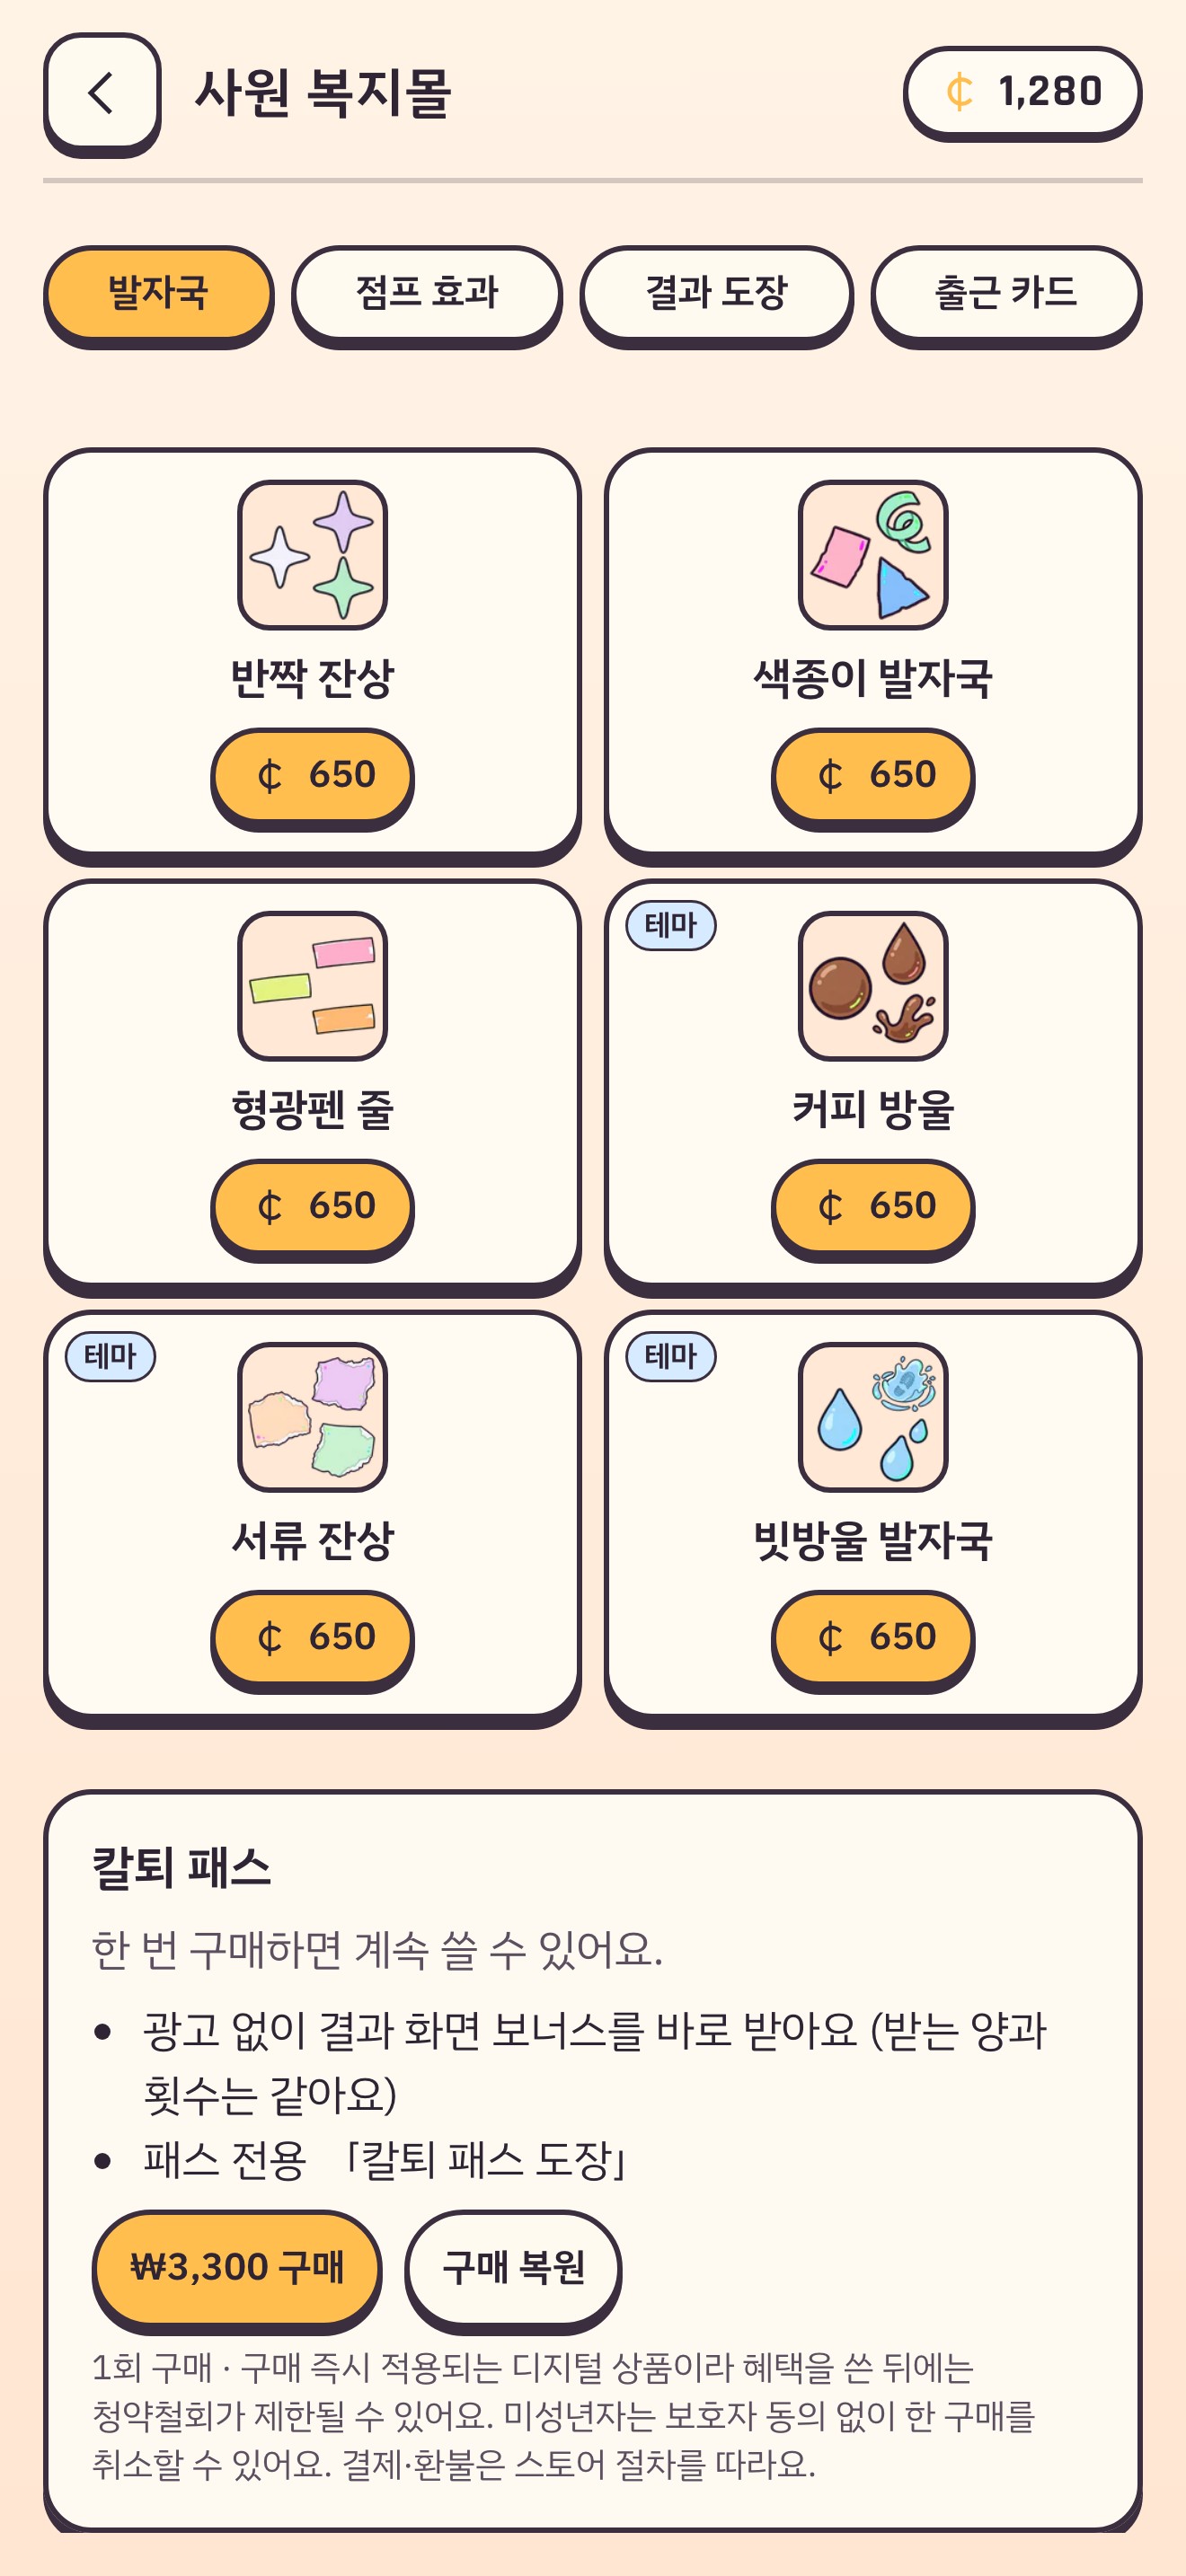 사원 복지몰
₵ 1,280
발자국
점프 효과
결과 도장
출근 카드
반짝 잔상
색종이 발자국
₵ 650
₵ 650
테마
형광펜 줄
커피 방울
₵ 650
₵ 650
테마
테마
서류 잔상
빗방울 발자국
₵ 650
₵ 650
칼퇴 패스
한 번 구매하면 계속 쓸 수 있어요.
• 광고 없이 결과 화면 보너스를 바로 받아요 (받는 양과
횟수는 같아요)
• 패스 전용 「칼퇴 패스 도장」
₩3,300 구매
구매 복원
1회 구매 · 구매 즉시 적용되는 디지털 상품이라 혜택을 쓴 뒤에는
청약철회가 제한될 수 있어요. 미성년자는 보호자 동의 없이 한 구매를
취소할 수 있어요. 결제·환불은 스토어 절차를 따라요.